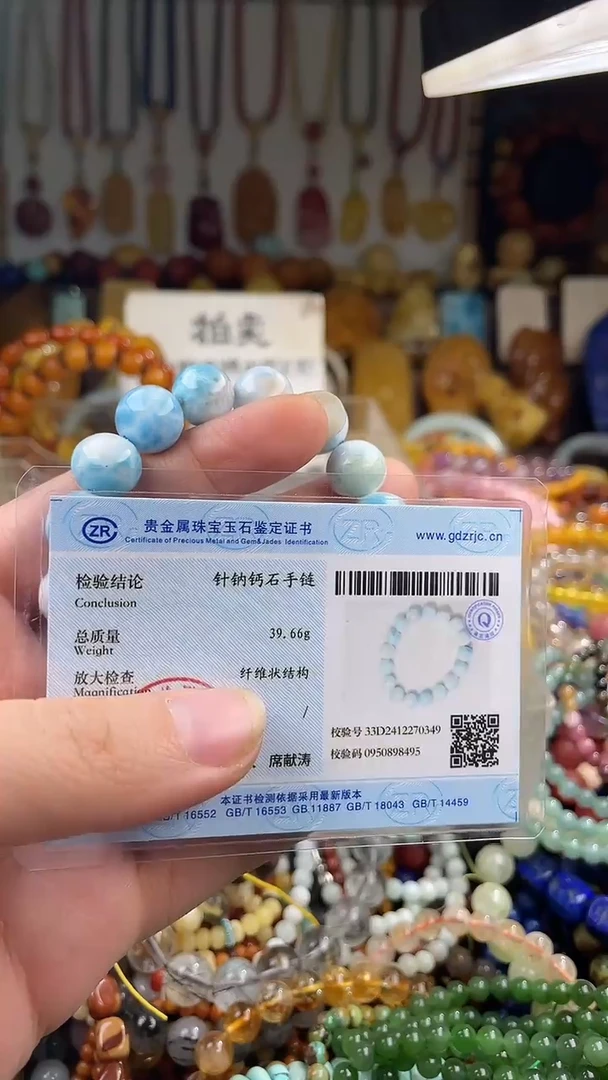 拍卖
ZR
贵金属珠宝玉石鉴定证书
Certificate of Precious Metal and Gem&Jades Identification
www.gdzrjc.cn
检验结论 针钠钙石手链
Conclusion
总质量 39.66g
Weight
放大检查 纤维状结构
Magnificatio
/
席献涛
Q
校验号 33D2412270349
校验码 0950898495
本证书检测依据采用最新版本
/T 16552 GB/T 16553 GB 11887 GB/T 18043 GB/T 14459